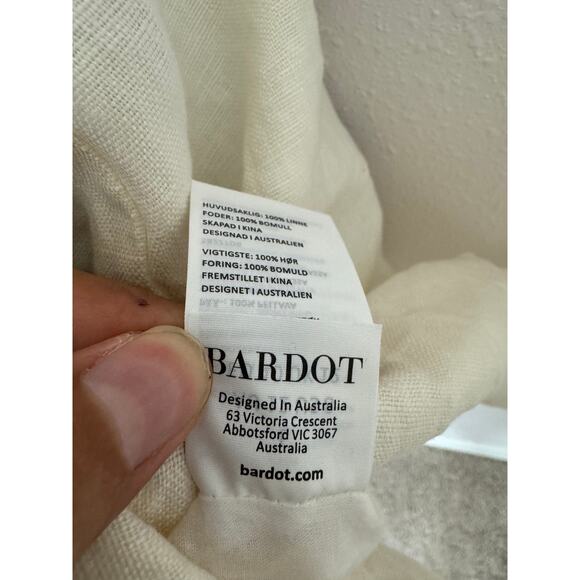 HUVUDSAKLIG: 100% LINNE
FODER: 100% BOMULL
SKAPAD I KINA
DESIGNAD I AUSTRALIEN
VIGTIGSTE: 100% HØR
FORING: 100% BOMULD
FREMSTILLET I KINA
DESIGNET I AUSTRALIEN
BARDOT
Designed In Australia
63 Victoria Crescent
Abbotsford VIC 3067
Australia
bardot.com